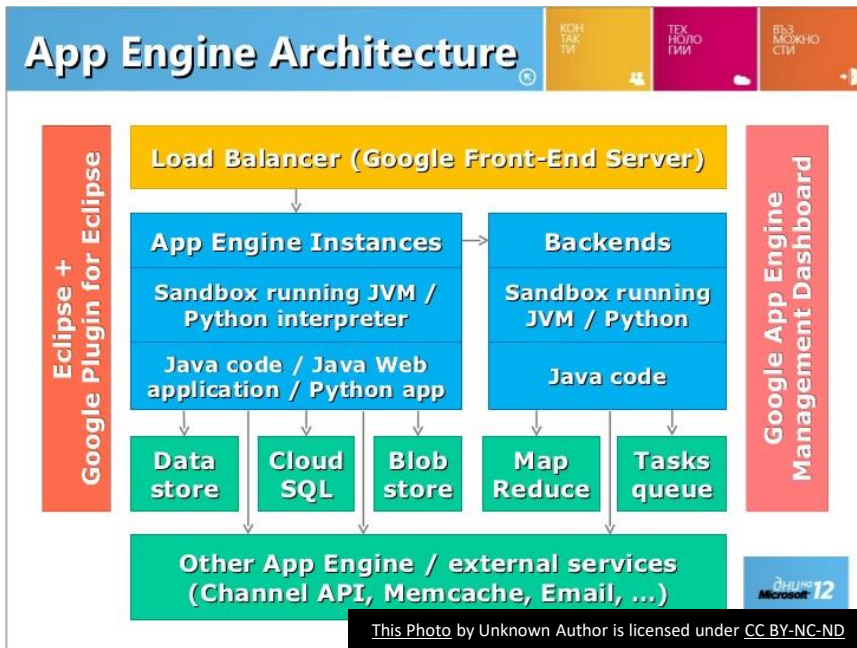 App Engine Architecture
КОН
ТАК
ТИ
ТЕХ
НОЛО
ГИИ
ВЪЗ
МОЖНО
СТИ
Eclipse +
Google Plugin for Eclipse
Load Balancer (Google Front-End Server)
App Engine Instances
Sandbox running JVM /
Python interpreter
Java code / Java Web
application / Python app
Backends
Sandbox running
JVM / Python
Java code
Data
store
Cloud
SQL
Blob
store
Map
Reduce
Tasks
queue
Other App Engine / external services
(Channel API, Memcache, Email, ...)
Google App Engine
Management Dashboard
дни на
Microsoft 12
This Photo by Unknown Author is licensed under CC BY-NC-ND